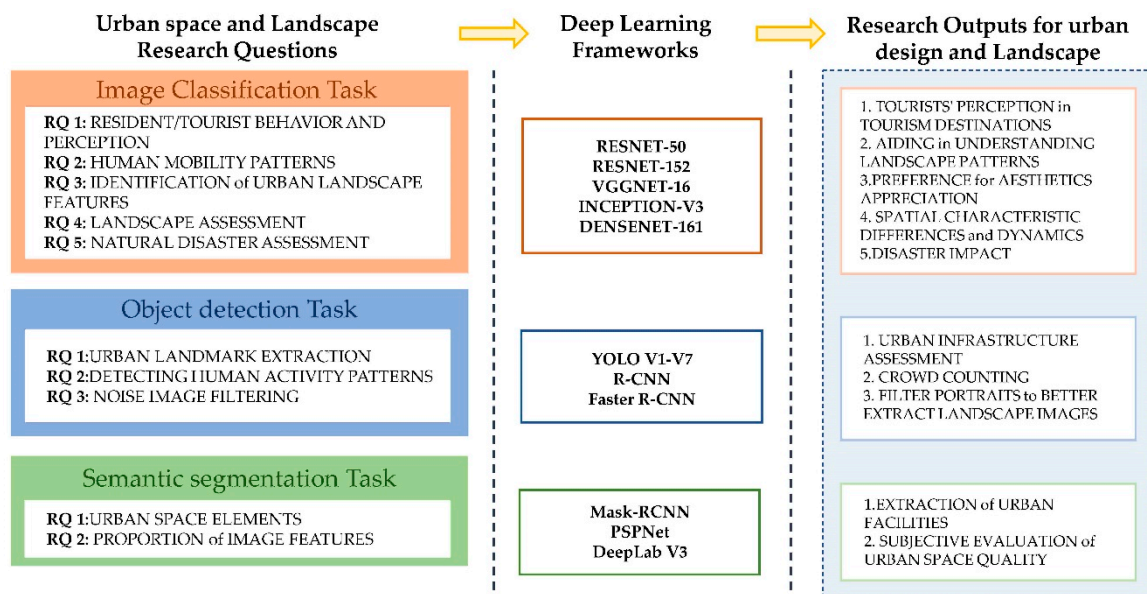 Urban space and Landscape
Research Questions
Deep Learning
Frameworks
Research Outputs for urban
design and Landscape
Image Classification Task
RQ 1: RESIDENT/TOURIST BEHAVIOR AND
PERCEPTION
RQ 2: HUMAN MOBILITY PATTERNS
RQ 3: IDENTIFICATION of URBAN LANDSCAPE
FEATURES
RQ 4: LANDSCAPE ASSESSMENT
RQ 5: NATURAL DISASTER ASSESSMENT
RESNET-50
RESNET-152
VGGNET-16
INCEPTION-V3
DENSENET-161
1. TOURISTS' PERCEPTION in
TOURISM DESTINATIONS
2. AIDING in UNDERSTANDING
LANDSCAPE PATTERNS
3.PREFERENCE for AESTHETICS
APPRECIATION
4. SPATIAL CHARACTERISTIC
DIFFERENCES and DYNAMICS
5.DISASTER IMPACT
Object detection Task
RQ 1:URBAN LANDMARK EXTRACTION
RQ 2:DETECTING HUMAN ACTIVITY PATTERNS
RQ 3: NOISE IMAGE FILTERING
YOLO V1-V7
R-CNN
Faster R-CNN
1. URBAN INFRASTRUCTURE
ASSESSMENT
2. CROWD COUNTING
3. FILTER PORTRAITS to BETTER
EXTRACT LANDSCAPE IMAGES
Semantic segmentation Task
RQ 1:URBAN SPACE ELEMENTS
RQ 2: PROPORTION of IMAGE FEATURES
Mask-RCNN
PSPNet
DeepLab V3
1.EXTRACTION of URBAN
FACILITIES
2. SUBJECTIVE EVALUATION of
URBAN SPACE QUALITY